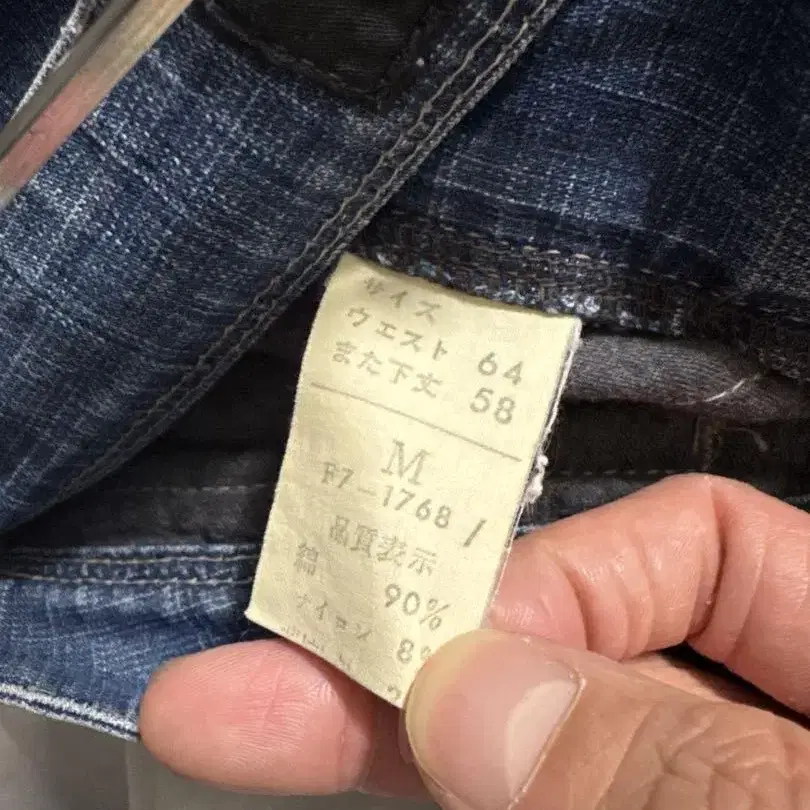 サイズ
ウエスト 64
また下丈 58
M
F7-1768 /
品質表示
綿 90%
ナイロン 8%